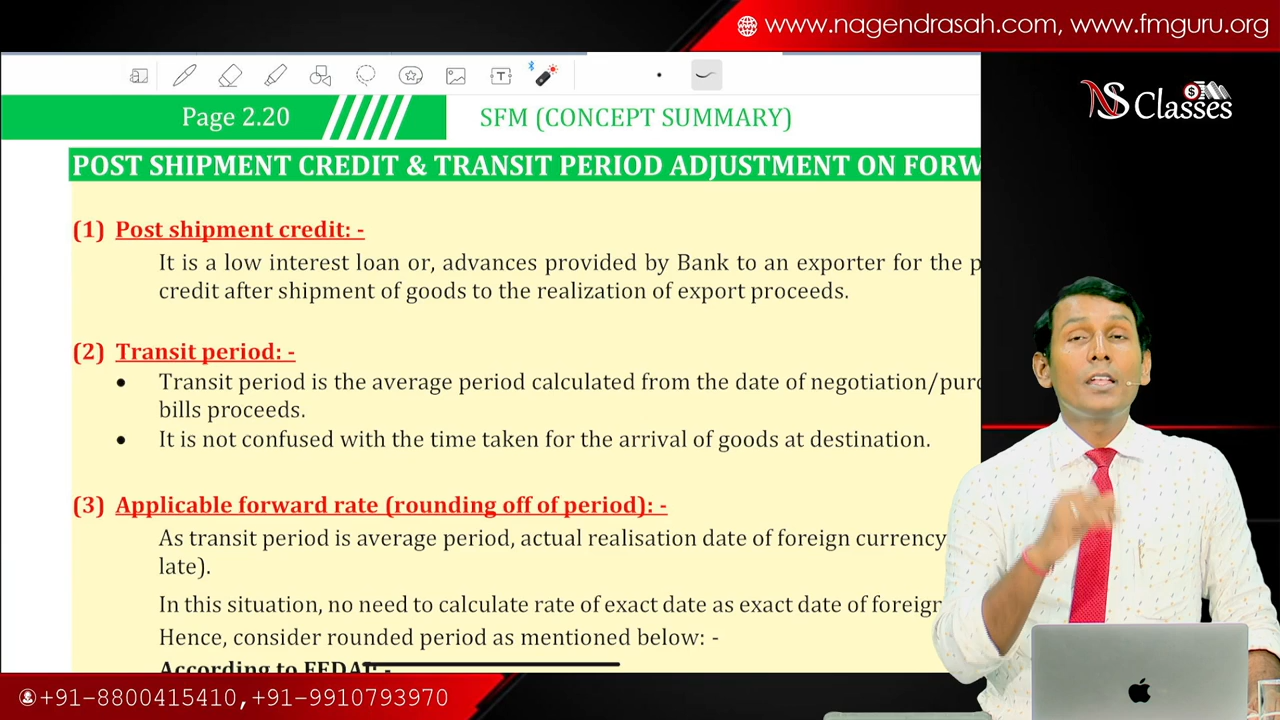 www.nagendrasah.com, www.fmguru.org
NS Classes
Page 2.20
SFM (CONCEPT SUMMARY)
POST SHIPMENT CREDIT & TRANSIT PERIOD ADJUSTMENT ON
(1) Post shipment credit: -
It is a low interest loan or, advances provided by Bank to an exporter for the
credit after shipment of goods to the realization of export proceeds.
(2) Transit period: -
• Transit period is the average period calculated from the date of
bills proceeds.
• It is not confused with the time taken for the arrival of goods at destination.
(3) Applicable forward rate (rounding off of period): -
As transit period is average period, actual realisation date of foreign currency
late).
In this situation, no need to calculate rate of exact date as exact date of
Hence, consider rounded period as mentioned below: -
According to FEDAI: -
+91-8800415410,+91-9910793970